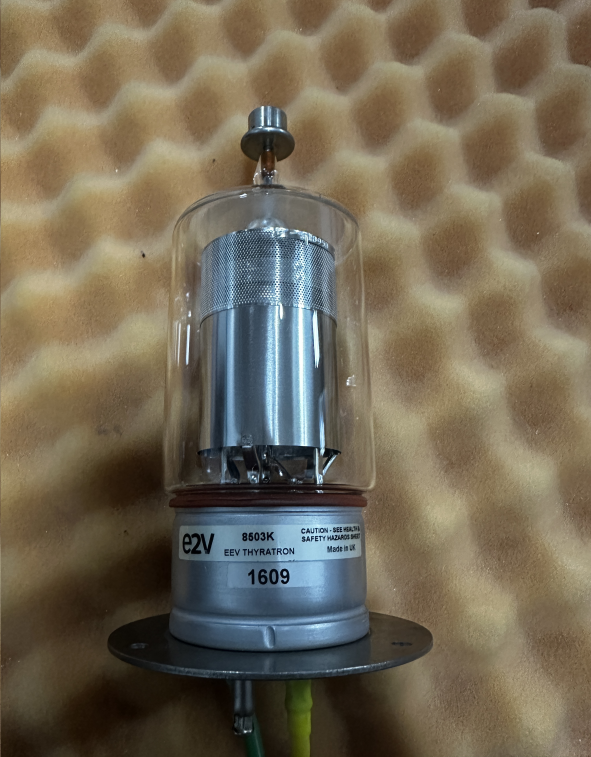 e2v
8503K
EEV THYRATRON
CAUTION - SEE HEALTH &
SAFETY HAZARDS SHEET
Made in UK
1609